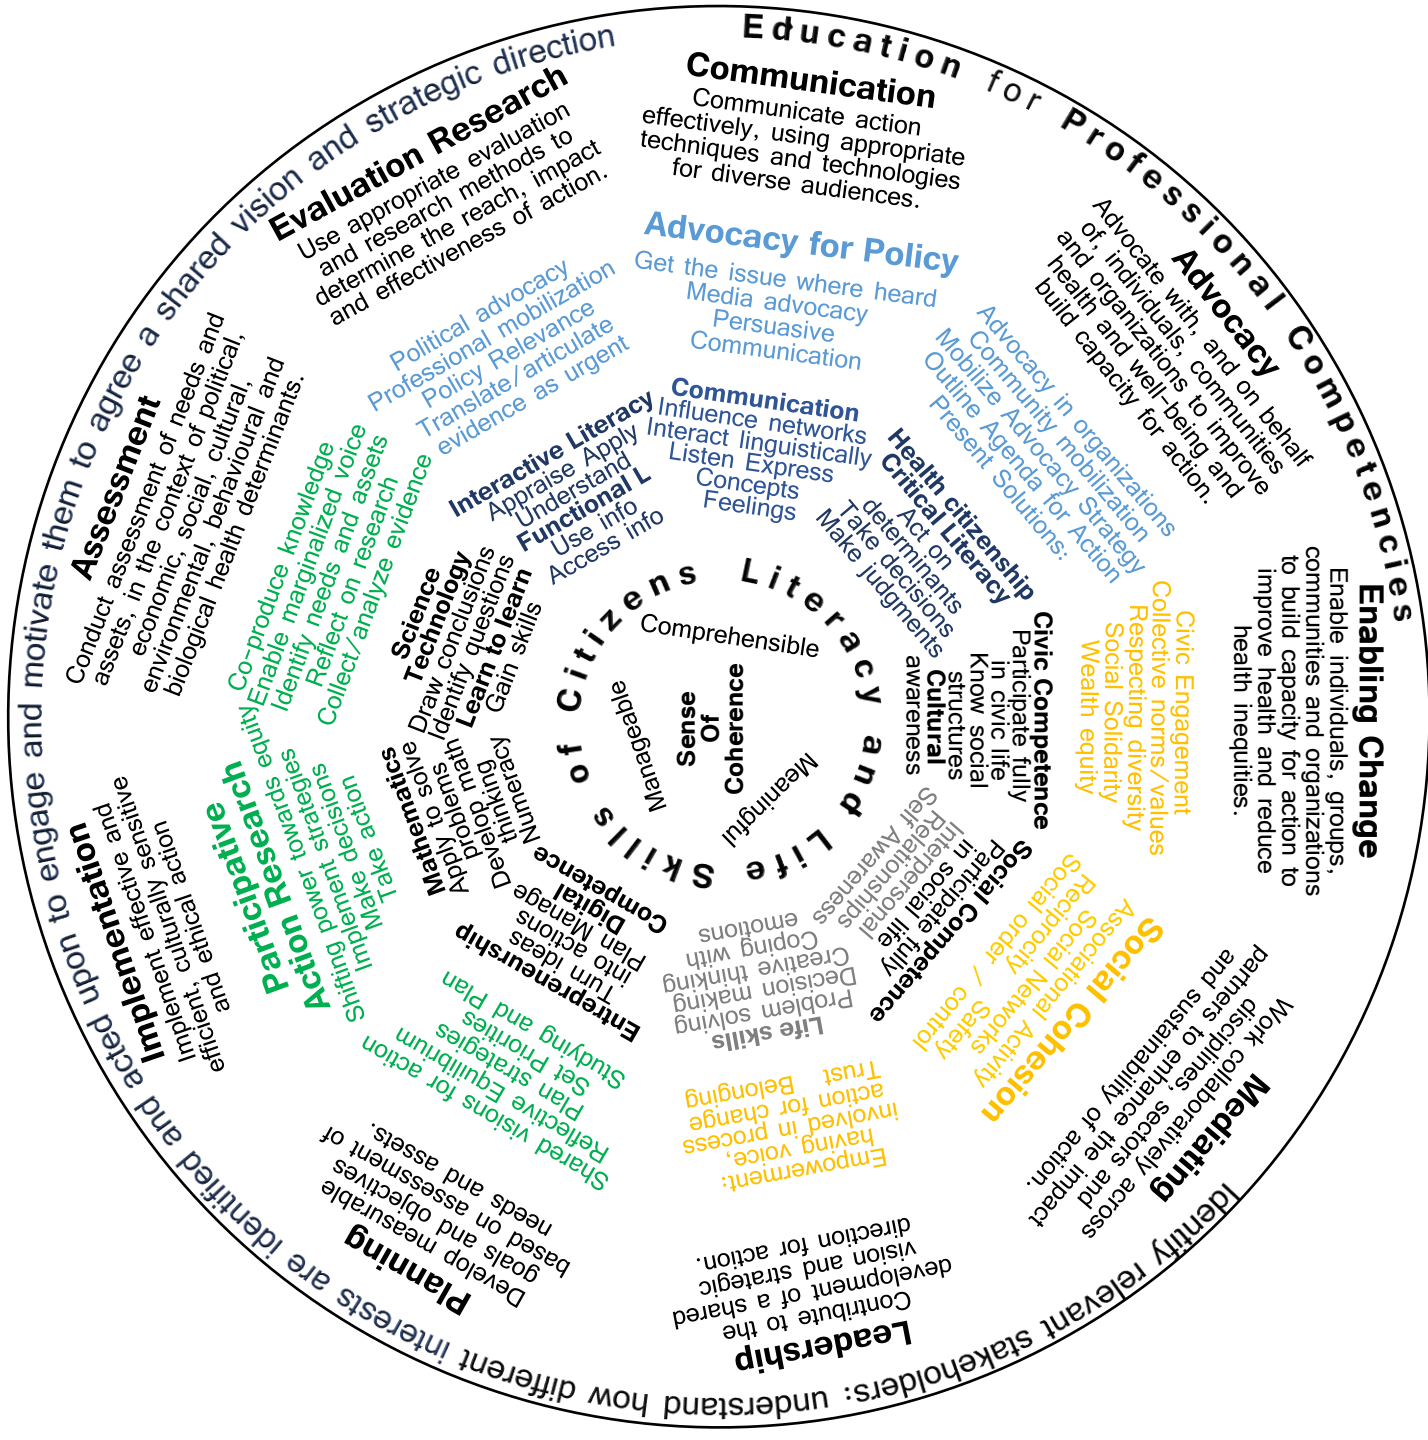 Education for Professional Competencies
Identify relevant stakeholders: understand how different interests are identified and acted upon to engage and motivate them to agree a shared vision and strategic direction
Communication
Communicate action
effectively, using appropriate
techniques and technologies
for diverse audiences.
Advocacy
Advocate with, and on behalf
of, individuals, communities
and organizations to improve
health and well-being and
build capacity for action.
Enabling Change
Enable individuals, groups,
communities and organizations
to build capacity for action to
improve health and reduce
health inequities.
Mediating
Work collaboratively across
disciplines, sectors and
partners to enhance the impact
and sustainability of action.
Leadership
Contribute to the
development of a shared
vision and strategic
direction for action.
Planning
Develop measurable
goals and objectives
based on assessment of
needs and assets.
Implementation
Implement effective and
efficient, culturally sensitive
and ethical action
Assessment
Conduct assessment of needs and
assets, in the context of political,
economic, social, cultural,
environmental, behavioural and
biological health determinants.
Evaluation Research
Use appropriate evaluation
and research methods to
determine the reach, impact
and effectiveness of action.
Advocacy for Policy
Get the issue where heard
Media advocacy
Persuasive
Communication
Advocacy in organizations
Community mobilization
Mobilize Advocacy Strategy
Outline Agenda for Action
Present Solutions:
Civic Engagement
Collective norms/values
Respecting diversity
Social Solidarity
Wealth equity
Social Cohesion
Associational Activity
Social Networks Safety
Reciprocity
Social order / control
Empowerment:
having voice,
involved in process
action for change
Trust Belonging
Shared visions for action
Reflective Equilibrium
Plan strategies
Set Priorities
Studying and Plan
Participative
Action Research
Shifting power towards equity
Implement strategies
Make decisions
Take action
Co-produce knowledge
Enable marginalized voice
Identify needs and assets
Reflect on research
Collect/analyze evidence
Political advocacy
Professional mobilization
Policy Relevance
Translate/articulate
evidence as urgent
Communication
Influence networks
Interact linguistically
Listen Express
Concepts
Feelings
Health citizenship
Critical Literacy
Act on
determinants
Take decisions
Make judgments
Civic Competence
Participate fully
in civic life
Know social
structures
Cultural
awareness
Social Competence
Participate fully
in social life
Interpersonal
Relationships
Self Awareness
Life skills.
Problem solving
Decision making
Creative thinking
Coping with
emotions
Entrepreneurship
Turn ideas
into actions
Plan Manage
Digital
Competence
Mathematics
Apply to solve
problems
Develop math
thinking
Numeracy
Science
Technology
Draw conclusions
Identify questions
Learn to learn
Gain skills
Interactive Literacy
Appraise Apply
Understand
Functional L
Use info
Access info
Literacy and Life Skills of Citizens
Comprehensible
Meaningful
Manageable
Sense
Of
Coherence